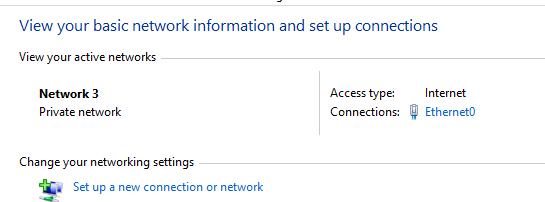 View your basic network information and set up connections
View your active networks
Network 3
Private network
Access type: Internet
Connections: Ethernet0
Change your networking settings
Set up a new connection or network